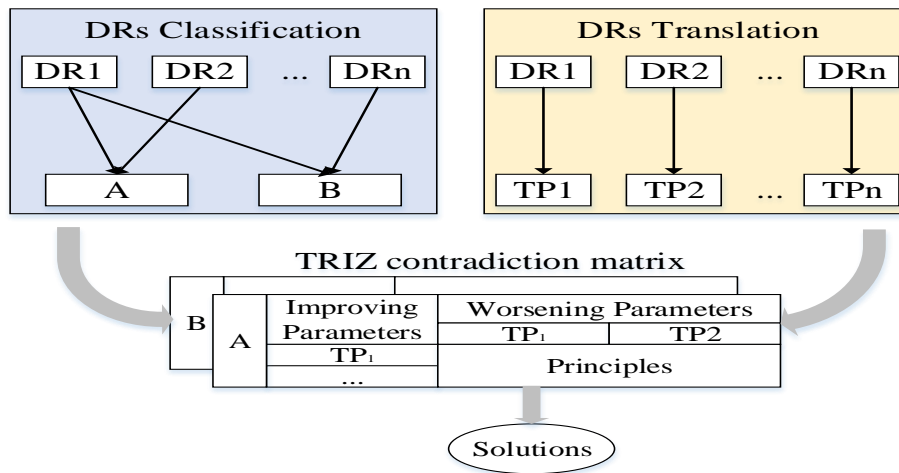 DRs Classification
DR1 DR2 ... DRn
A B
DRs Translation
DR1 DR2 ... DRn
TP1 TP2 ... TPn
TRIZ contradiction matrix
B
A
Improving
Parameters
TP₁
...
Worsening Parameters
TP₁ TP2
Principles
Solutions